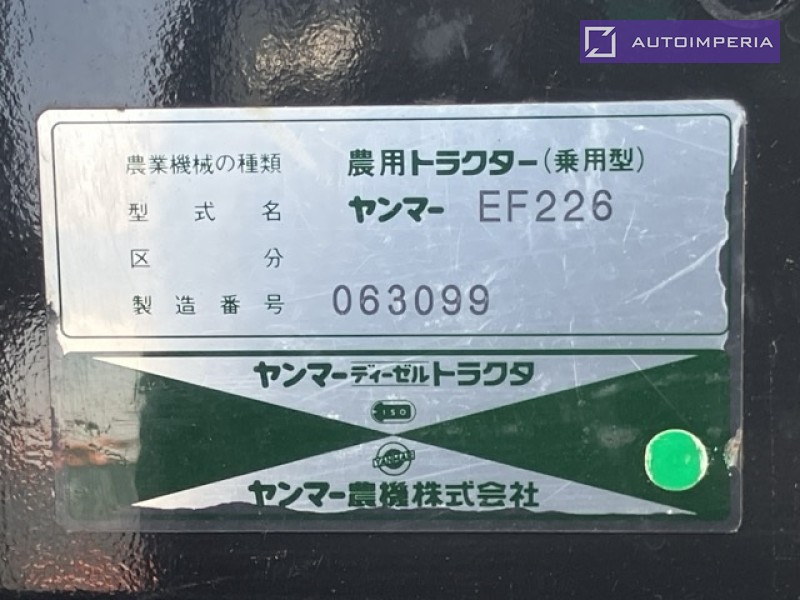 AUTOIMPERIA
農業機械の種類 農用トラクター(乗用型)
型式名 ヤンマー EF226
区分
製造番号 063099
ヤンマーディーゼルトラクタ
ISO
YANMAR
ヤンマー農機株式会社